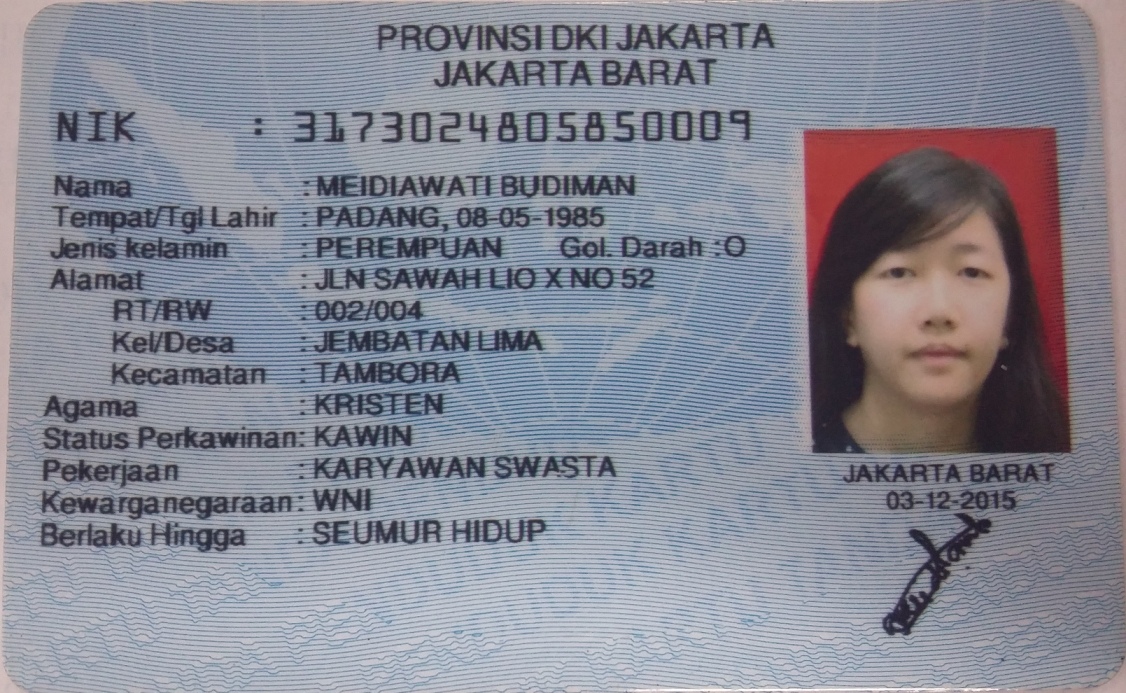 PROVINSI DKI JAKARTA
JAKARTA BARAT
NIK : 3173024805850009
Nama : MEIDIAWATI BUDIMAN
Tempat/Tgl Lahir : PADANG, 08-05-1985
Jenis kelamin : PEREMPUAN Gol. Darah : O
Alamat : JLN SAWAH LIO X NO 52
RT/RW : 002/004
Kel/Desa : JEMBATAN LIMA
Kecamatan : TAMBORA
Agama : KRISTEN
Status Perkawinan: KAWIN
Pekerjaan : KARYAWAN SWASTA
Kewarganegaraan: WNI
Berlaku Hingga : SEUMUR HIDUP
JAKARTA BARAT
03-12-2015